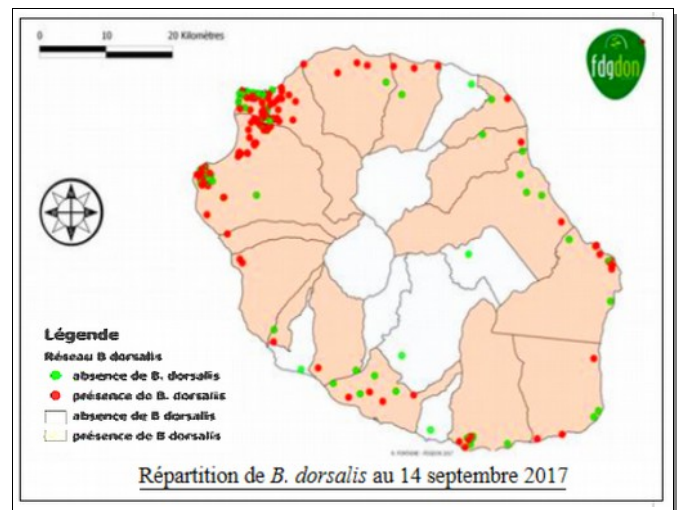 0 10 20 Kilomètres
fdgdon
Légende
Réseau B dorsalis
absence de B. dorsalis
présence de B. dorsalis
absence de B dorsalis
présence de B dorsalis
Répartition de B. dorsalis au 14 septembre 2017